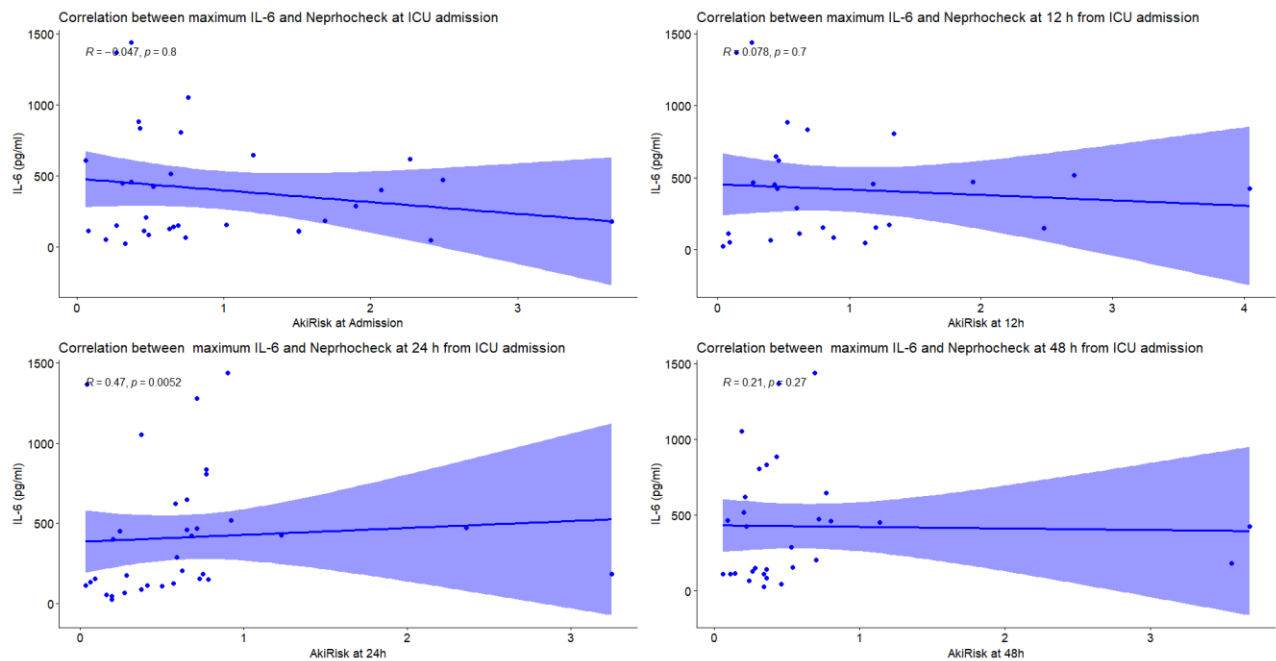 Correlation between maximum IL-6 and Neprhocheck at ICU admission
1500
R = −0.047, p = 0.8
1000
IL-6 (pg/ml)
500
0
1
2
3
AkiRisk at Admission
Correlation between maximum IL-6 and Neprhocheck at 12 h from ICU admission
1500
R = 0.078, p = 0.7
1000
IL-6 (pg/ml)
500
0
0
1
2
3
4
AkiRisk at 12h
Correlation between  maximum IL-6 and Neprhocheck at 24 h from ICU admission
1500
R = 0.47, p = 0.0052
1000
IL-6 (pg/ml)
500
0
0
1
2
3
AkiRisk at 24h
Correlation between  maximum IL-6 and Neprhocheck at 48 h from ICU admission
1500
R = 0.21, p = 0.27
1000
IL-6 (pg/ml)
500
0
0
1
2
3
AkiRisk at 48h